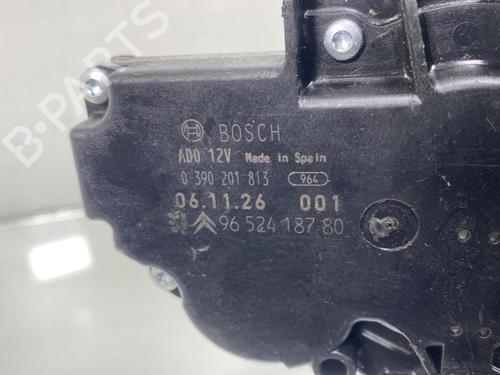 B-PARTS
BOSCH
ADO 12V Made in Spain
0 390 201 813 964
06.11.26 001
96 524 187 80